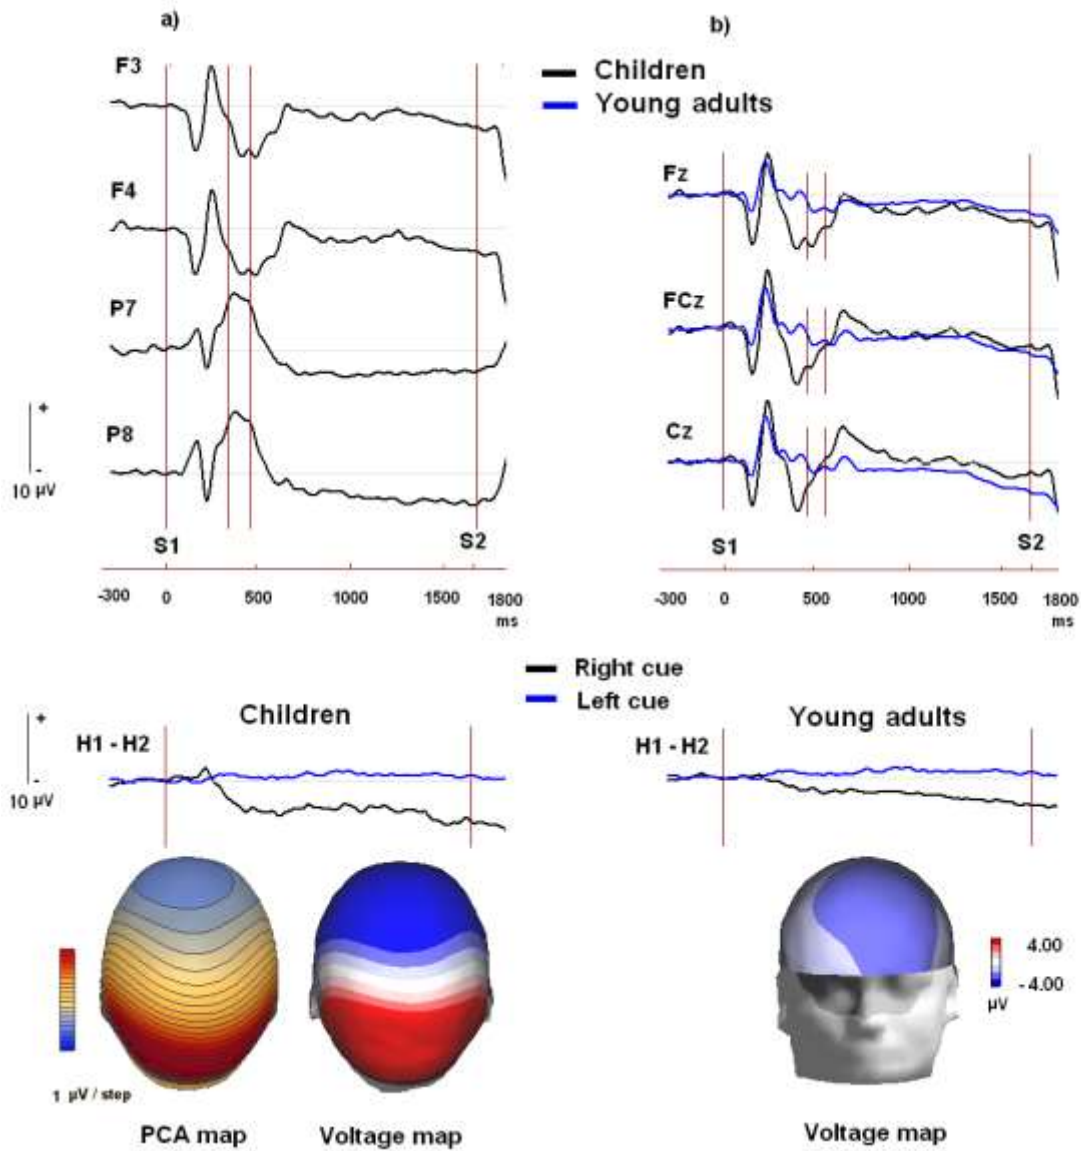 a)
b)
F3
F4
P7
P8
+
-
10 µV
S1
S2
-300 0 500 1000 1500 1800
ms
Children
Young adults
Fz
FCz
Cz
S1
S2
-300 0 500 1000 1500 1800
ms
Right cue
Left cue
+
-
10 µV
Children
H1 - H2
Young adults
H1 - H2
1 µV / step
PCA map
Voltage map
4.00
- 4.00
µV
Voltage map